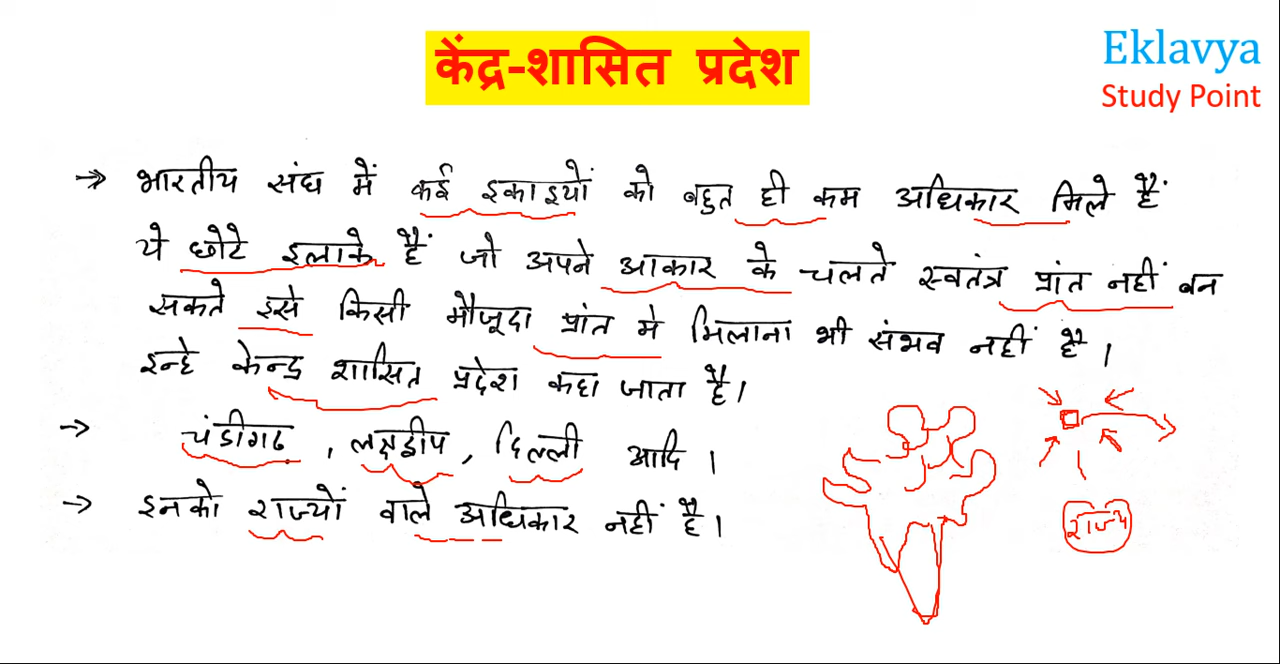 केंद्र-शासित प्रदेश
Eklavya
Study Point
→ भारतीय संघ में कई इकाइयों को बहुत ही कम अधिकार मिले हैं
ये छोटे इलाके हैं जो अपने आकार के चलते स्वतंत्र प्रांत नहीं बन
सकते इसे किसी मौजूदा प्रांत मे मिलाना भी संभव नहीं है।
इन्हे केन्द्र शासित प्रदेश कहा जाता है।
→ चंडीगढ, लक्षद्वीप, दिल्ली आदि।
→ इनको राज्यों वाले अधिकार नहीं है।
राज्य